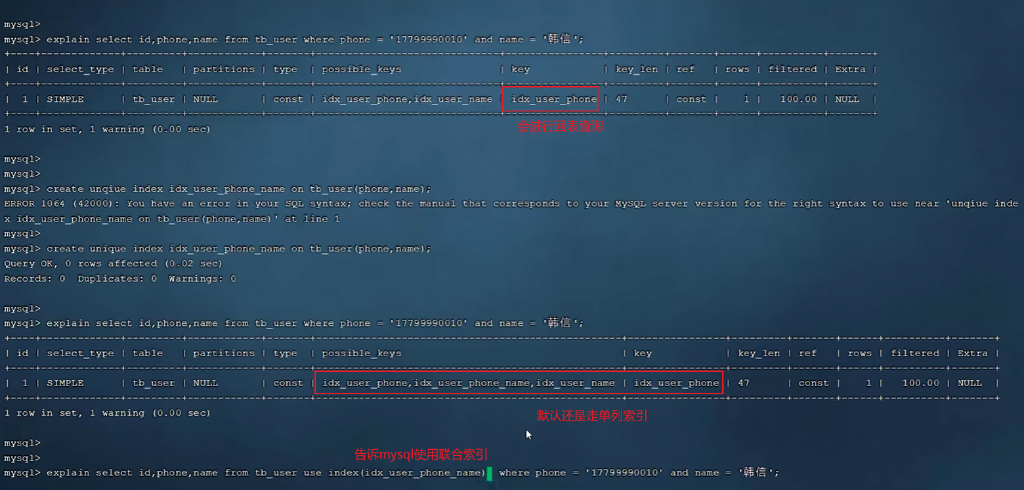 mysql>
mysql> explain select id,phone,name from tb_user where phone = '17799990010' and name = '韩信';
+----+-------------+---------+------------+-------+------------------------------+----------------+---------+-------+------+----------+-------+
| id | select_type | table | partitions | type | possible_keys | key | key_len | ref | rows | filtered | Extra |
+----+-------------+---------+------------+-------+------------------------------+----------------+---------+-------+------+----------+-------+
| 1 | SIMPLE | tb_user | NULL | const | idx_user_phone,idx_user_name | idx_user_phone | 47 | const | 1 | 100.00 | NULL |
+----+-------------+---------+------------+-------+------------------------------+----------------+---------+-------+------+----------+-------+
会进行回表查询
1 row in set, 1 warning (0.00 sec)
mysql>
mysql>
mysql> create unqiue index idx_user_phone_name on tb_user(phone,name);
ERROR 1064 (42000): You have an error in your SQL syntax; check the manual that corresponds to your MySQL server version for the right syntax to use near 'unqiue inde
x idx_user_phone_name on tb_user(phone,name)' at line 1
mysql>
mysql> create unique index idx_user_phone_name on tb_user(phone,name);
Query OK, 0 rows affected (0.02 sec)
Records: 0 Duplicates: 0 Warnings: 0
mysql>
mysql> explain select id,phone,name from tb_user where phone = '17799990010' and name = '韩信';
+----+-------------+---------+------------+-------+--------------------------------------------------+----------------+---------+-------+------+----------+-------+
| id | select_type | table | partitions | type | possible_keys | key | key_len | ref | rows | filtered | Extra |
+----+-------------+---------+------------+-------+--------------------------------------------------+----------------+---------+-------+------+----------+-------+
| 1 | SIMPLE | tb_user | NULL | const | idx_user_phone,idx_user_phone_name,idx_user_name | idx_user_phone | 47 | const | 1 | 100.00 | NULL |
+----+-------------+---------+------------+-------+--------------------------------------------------+----------------+---------+-------+------+----------+-------+
1 row in set, 1 warning (0.00 sec)
默认还是走单列索引
mysql>
告诉mysql使用联合索引
mysql>
mysql> explain select id,phone,name from tb_user use index(idx_user_phone_name) where phone = '17799990010' and name = '韩信';